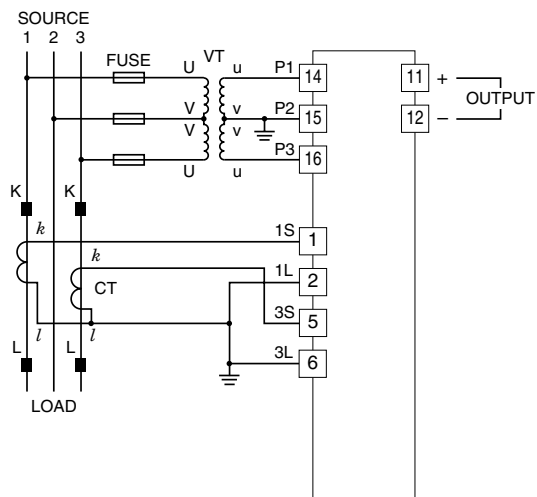 SOURCE
1 2 3
FUSE
VT
U u P1 14
11 +
OUTPUT
V v P2 15
V v
12 −
U u P3 16
K K
k 1S 1
k 1L 2
CT
3S 5
l l
L L 3L 6
LOAD